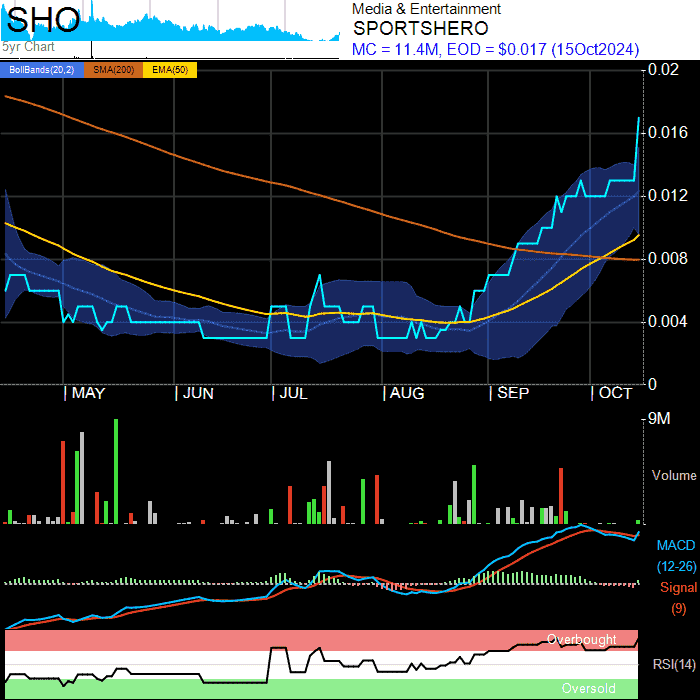 SHO
5yr Chart
Media & Entertainment
SPORTSHERO
MC = 11.4M, EOD = $0.017 (15Oct2024)
BollBands(20,2) SMA(200) EMA(50)
0.02
0.016
0.012
0.008
0.004
0
| MAY | JUN | JUL | AUG | SEP | OCT
9M
Volume
MACD
(12-26)
Signal
(9)
Overbought
RSI(14)
Oversold